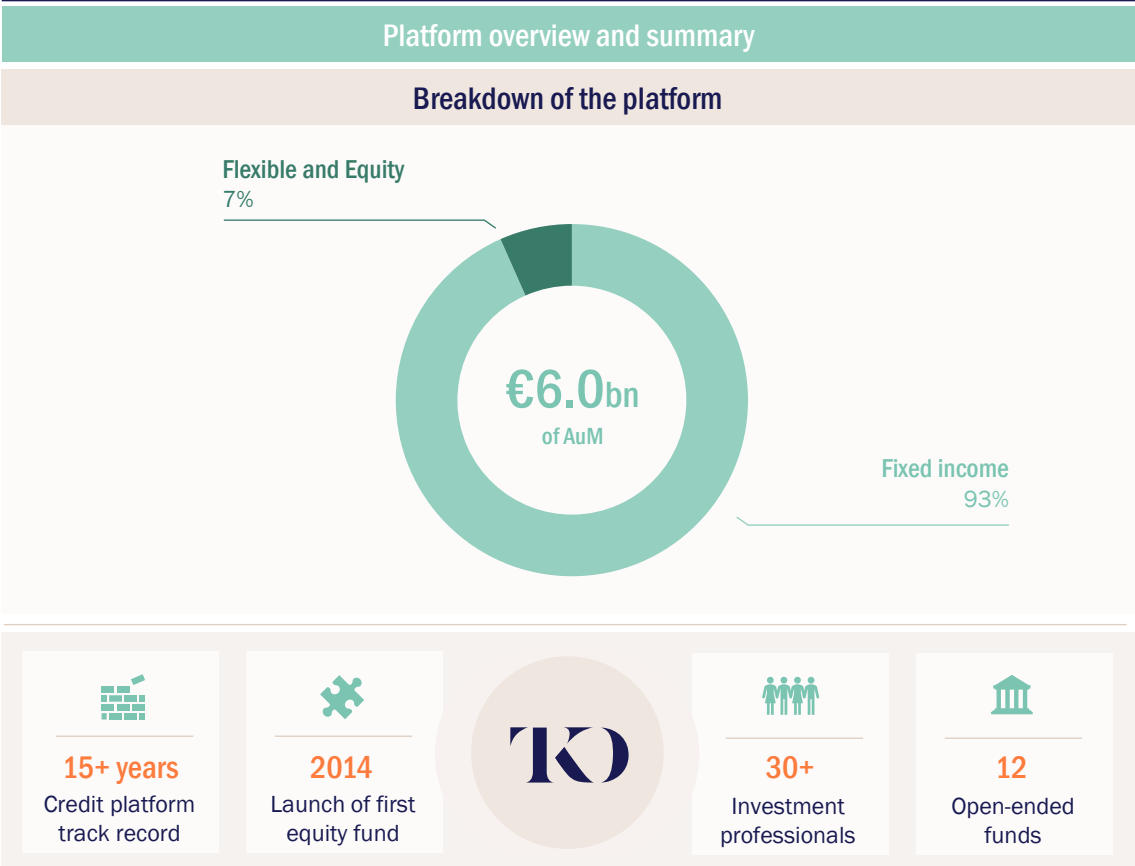 Platform overview and summary
Breakdown of the platform
Flexible and Equity
7%
€6.0bn
of AuM
Fixed income
93%
15+ years
Credit platform
track record
2014
Launch of first
equity fund
TKO
30+
Investment
professionals
12
Open-ended
funds